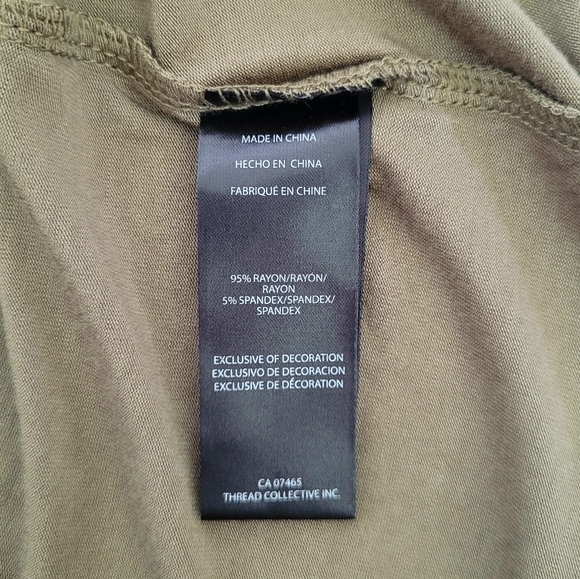 MADE IN CHINA
HECHO EN CHINA
FABRIQUÉ EN CHINE
95% RAYON/RAYÓN/
RAYON
5% SPANDEX/SPANDEX/
SPANDEX
EXCLUSIVE OF DECORATION
EXCLUSIVO DE DECORACION
EXCLUSIVE DE DÉCORATION
CA 07465
THREAD COLLECTIVE INC.